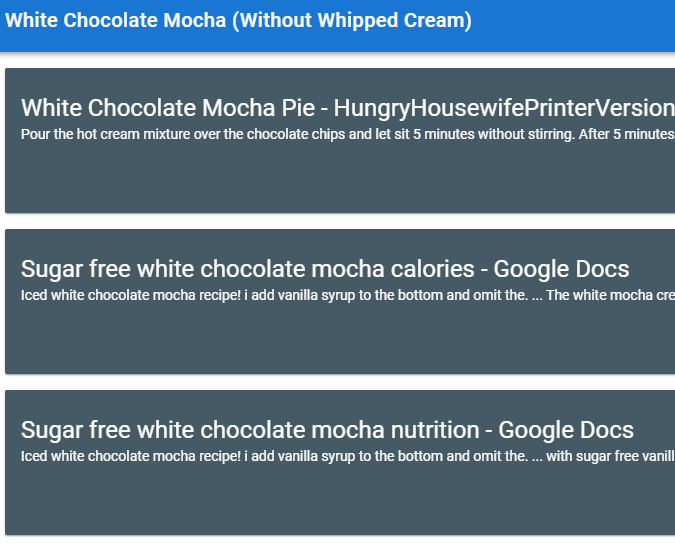 White Chocolate Mocha (Without Whipped Cream)
White Chocolate Mocha Pie - HungryHousewifePrinterVersion
Pour the hot cream mixture over the chocolate chips and let sit 5 minutes without stirring. After 5 minutes
Sugar free white chocolate mocha calories - Google Docs
Iced white chocolate mocha recipe! i add vanilla syrup to the bottom and omit the. ... The white mocha cre
Sugar free white chocolate mocha nutrition - Google Docs
Iced white chocolate mocha recipe! i add vanilla syrup to the bottom and omit the. ... with sugar free vanill